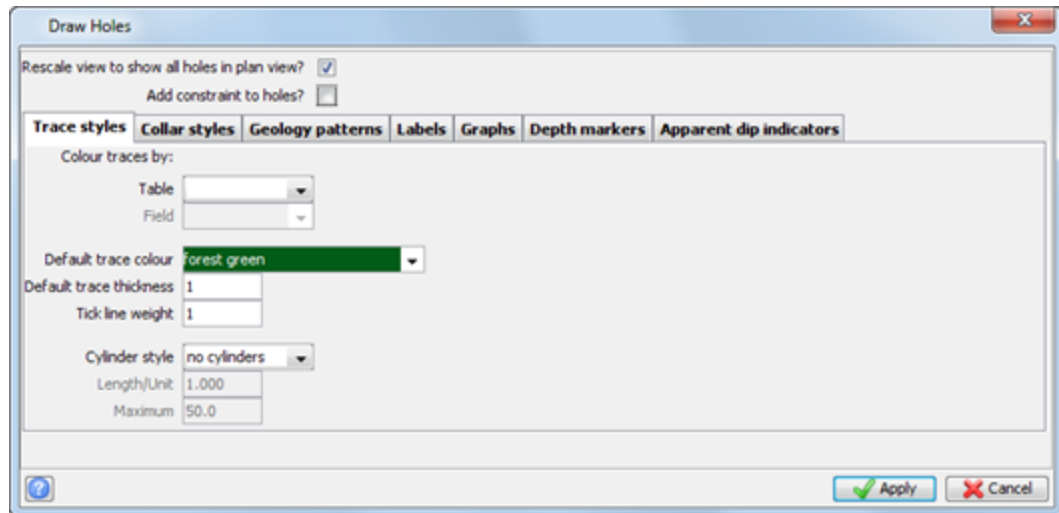 Draw Holes
Rescale view to show all holes in plan view?
Add constraint to holes?
Trace styles Collar styles Geology patterns Labels Graphs Depth markers Apparent dip indicators
Colour traces by:
Table
Field
Default trace colour forest green
Default trace thickness 1
Tick line weight 1
Cylinder style no cylinders
Length/Unit 1.000
Maximum 50.0
? Apply Cancel